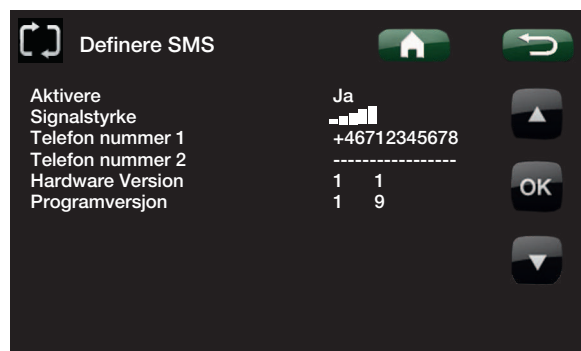 Definere SMS
Aktivere Ja
Signalstyrke
Telefon nummer 1 +46712345678
Telefon nummer 2 -----------------
Hardware Version 1 1
Programversjon 1 9
OK